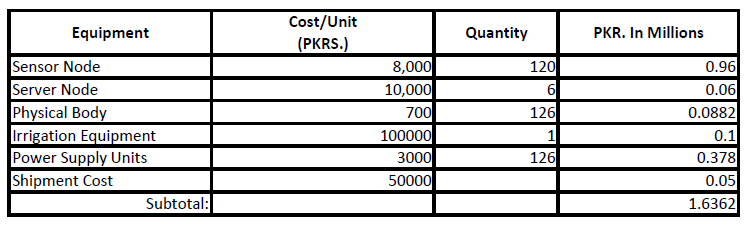 Equipment Cost/Unit (PKRS.) Quantity PKR. In Millions
Sensor Node 8,000 120 0.96
Server Node 10,000 6 0.06
Physical Body 700 126 0.0882
Irrigation Equipment 100000 1 0.1
Power Supply Units 3000 126 0.378
Shipment Cost 50000 0.05
Subtotal: 1.6362